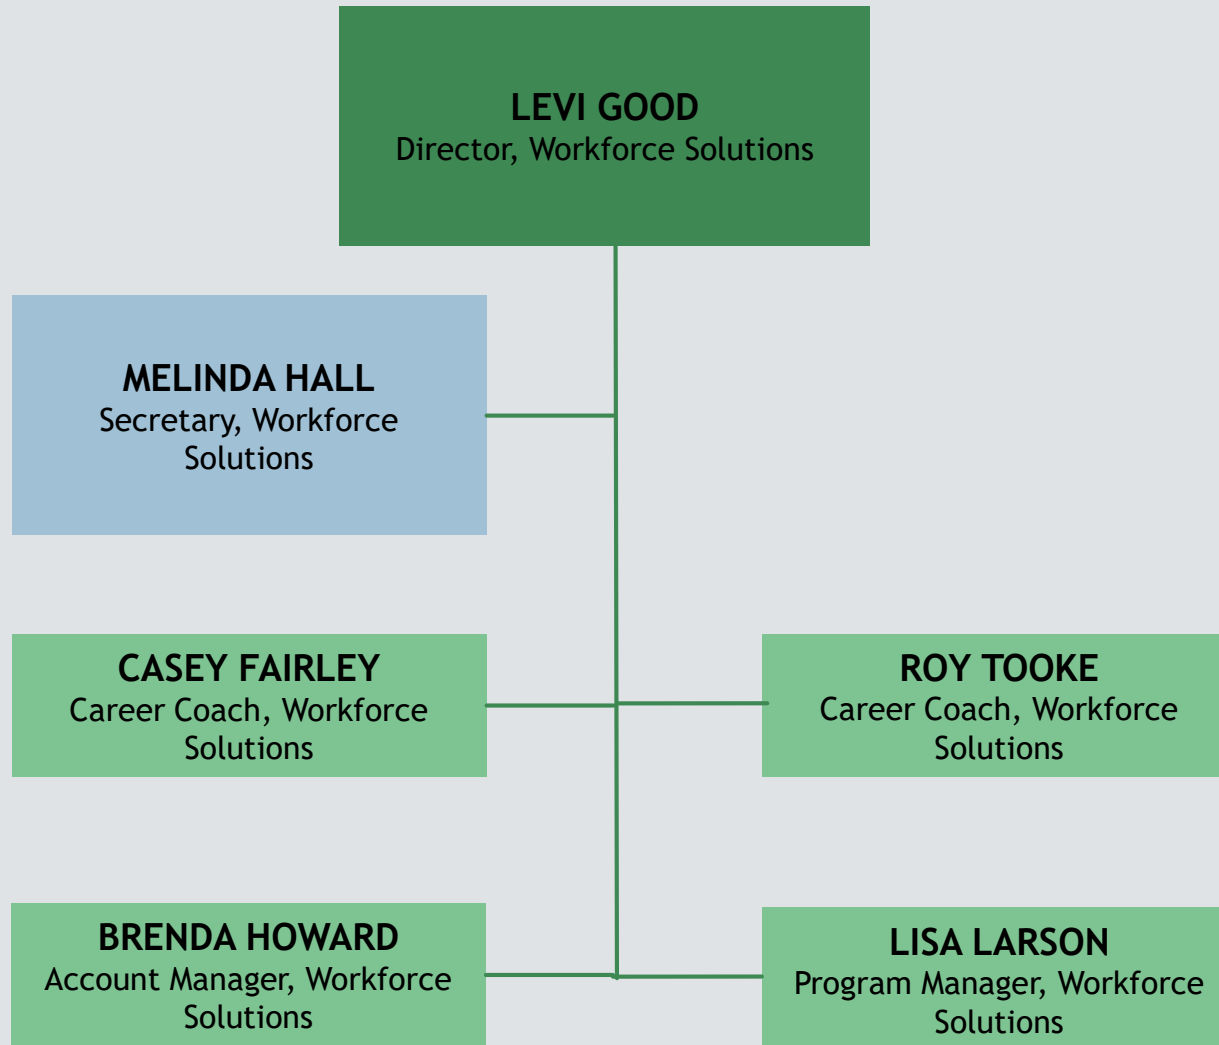 LEVI GOOD
Director, Workforce Solutions
MELINDA HALL
Secretary, Workforce
Solutions
CASEY FAIRLEY
Career Coach, Workforce
Solutions
ROY TOOKE
Career Coach, Workforce
Solutions
BRENDA HOWARD
Account Manager, Workforce
Solutions
LISA LARSON
Program Manager, Workforce
Solutions